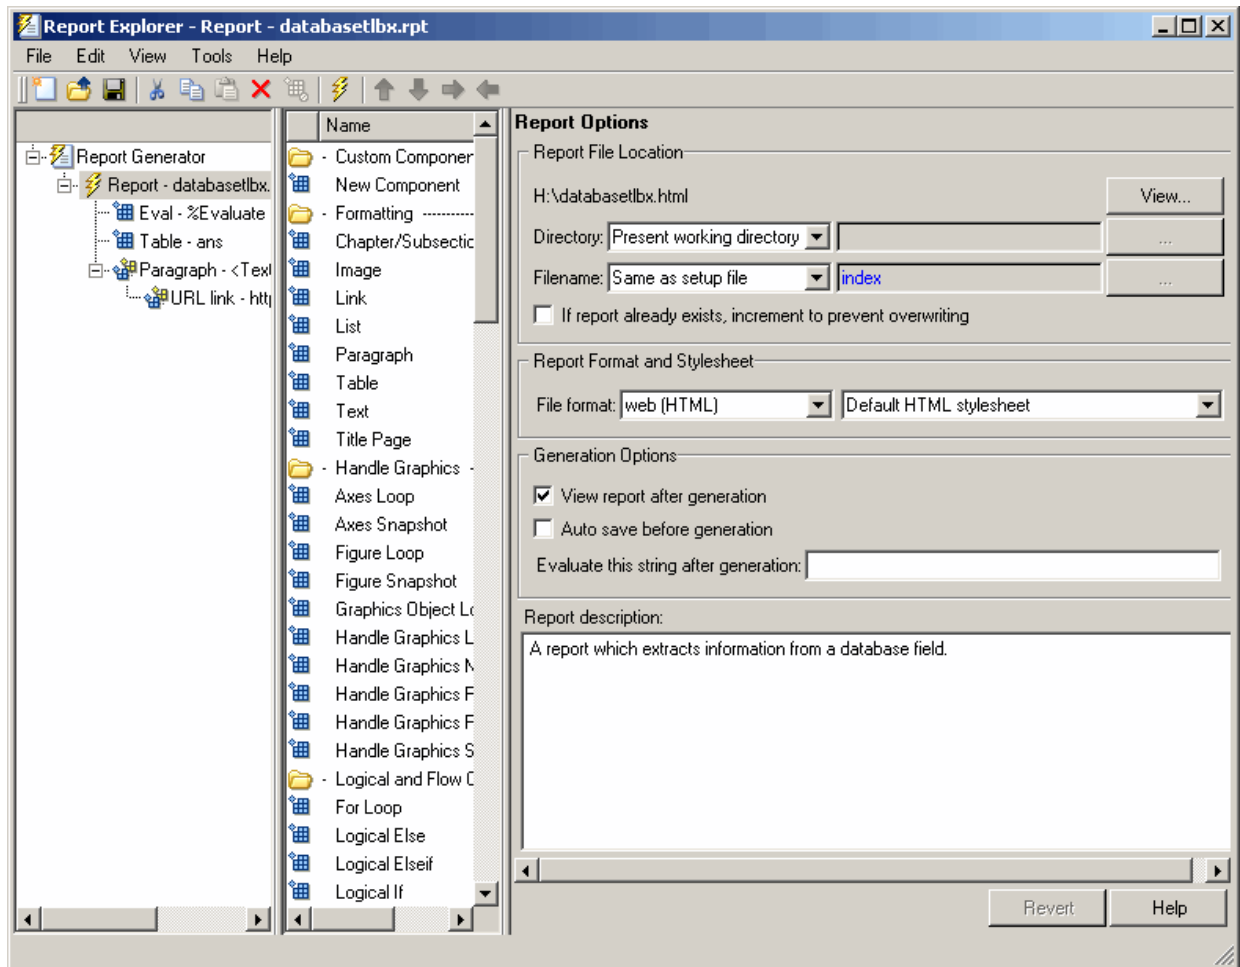 Report Explorer - Report - databasetlbx.rpt
File Edit View Tools Help
Report Generator
Report - databasetlbx.
Eval - %Evaluate
Table - ans
Paragraph - <Text
URL link - http
Name
- Custom Componen
New Component
- Formatting -----------
Chapter/Subsectic
Image
Link
List
Paragraph
Table
Text
Title Page
- Handle Graphics -
Axes Loop
Axes Snapshot
Figure Loop
Figure Snapshot
Graphics Object Lo
Handle Graphics L
Handle Graphics N
Handle Graphics F
Handle Graphics F
Handle Graphics S
- Logical and Flow C
For Loop
Logical Else
Logical Elseif
Logical If
Report Options
Report File Location
H:\databasetlbx.html View...
Directory: Present working directory ...
Filename: Same as setup file index ...
If report already exists, increment to prevent overwriting
Report Format and Stylesheet
File format: web (HTML) Default HTML stylesheet
Generation Options
View report after generation
Auto save before generation
Evaluate this string after generation:
Report description:
A report which extracts information from a database field.
Revert Help